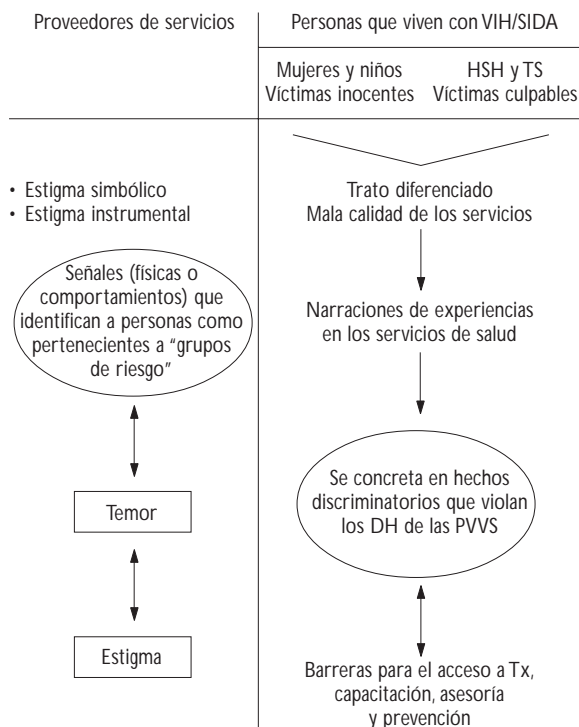 Proveedores de servicios
Personas que viven con VIH/SIDA
Mujeres y niños
Víctimas inocentes
HSH y TS
Víctimas culpables
• Estigma simbólico
• Estigma instrumental
Señales (físicas o
comportamientos) que
identifican a personas como
pertenecientes a “grupos
de riesgo”
Temor
Estigma
Trato diferenciado
Mala calidad de los servicios
Narraciones de experiencias
en los servicios de salud
Se concreta en hechos
discriminatorios que violan
los DH de las PVVS
Barreras para el acceso a Tx,
capacitación, asesoría
y prevención